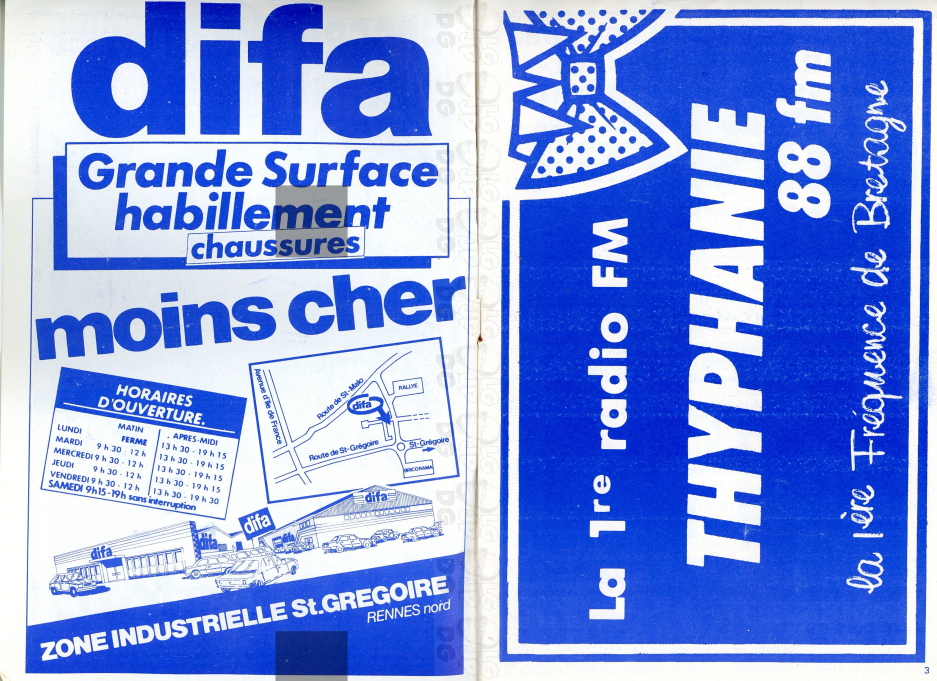 difa
Grande Surface
habillement
chaussures
moins cher
HORAIRES
D'OUVERTURE.
MATIN APRES-MIDI
LUNDI FERME 13 h 30 - 19 h 15
MARDI 9 h 30 - 12 h 13 h 30 - 19 h 15
MERCREDI 9 h 30 - 12 h 13 h 30 - 19 h 15
JEUDI 9 h 30 - 12 h 13 h 30 - 19 h 15
VENDREDI 9 h 30 - 12 h 13 h 30 - 19 h 30
SAMEDI 9h15-19h sans interruption
Avenue d'Ile de France
Route de St-Malo
RALLYE
difa
Route de St-Grégoire
St-Grégoire
BRICORAMA
difa
difa
difa
ZONE INDUSTRIELLE St.GREGOIRE
RENNES nord
La 1re radio FM
THYPHANIE
88 fm
la 1ère Fréquence de Bretagne
3